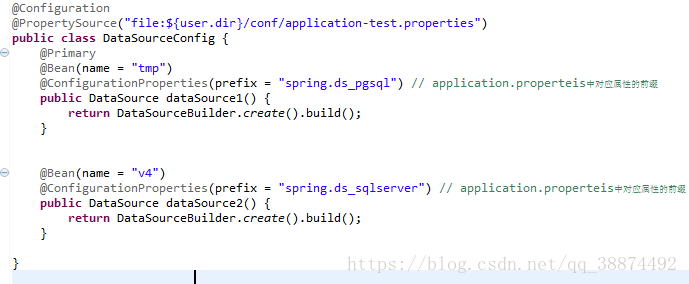 @Configuration
@PropertySource("file:${user.dir}/conf/application-test.properties")
public class DataSourceConfig {
@Primary
@Bean(name = "tmp")
@ConfigurationProperties(prefix = "spring.ds_pgsql") // application.properteis中对应属性的前缀
public DataSource dataSource1() {
return DataSourceBuilder.create().build();
}
@Bean(name = "v4")
@ConfigurationProperties(prefix = "spring.ds_sqlserver") // application.properteis中对应属性的前缀
public DataSource dataSource2() {
return DataSourceBuilder.create().build();
}
}
https://blog.csdn.net/qq_38874492